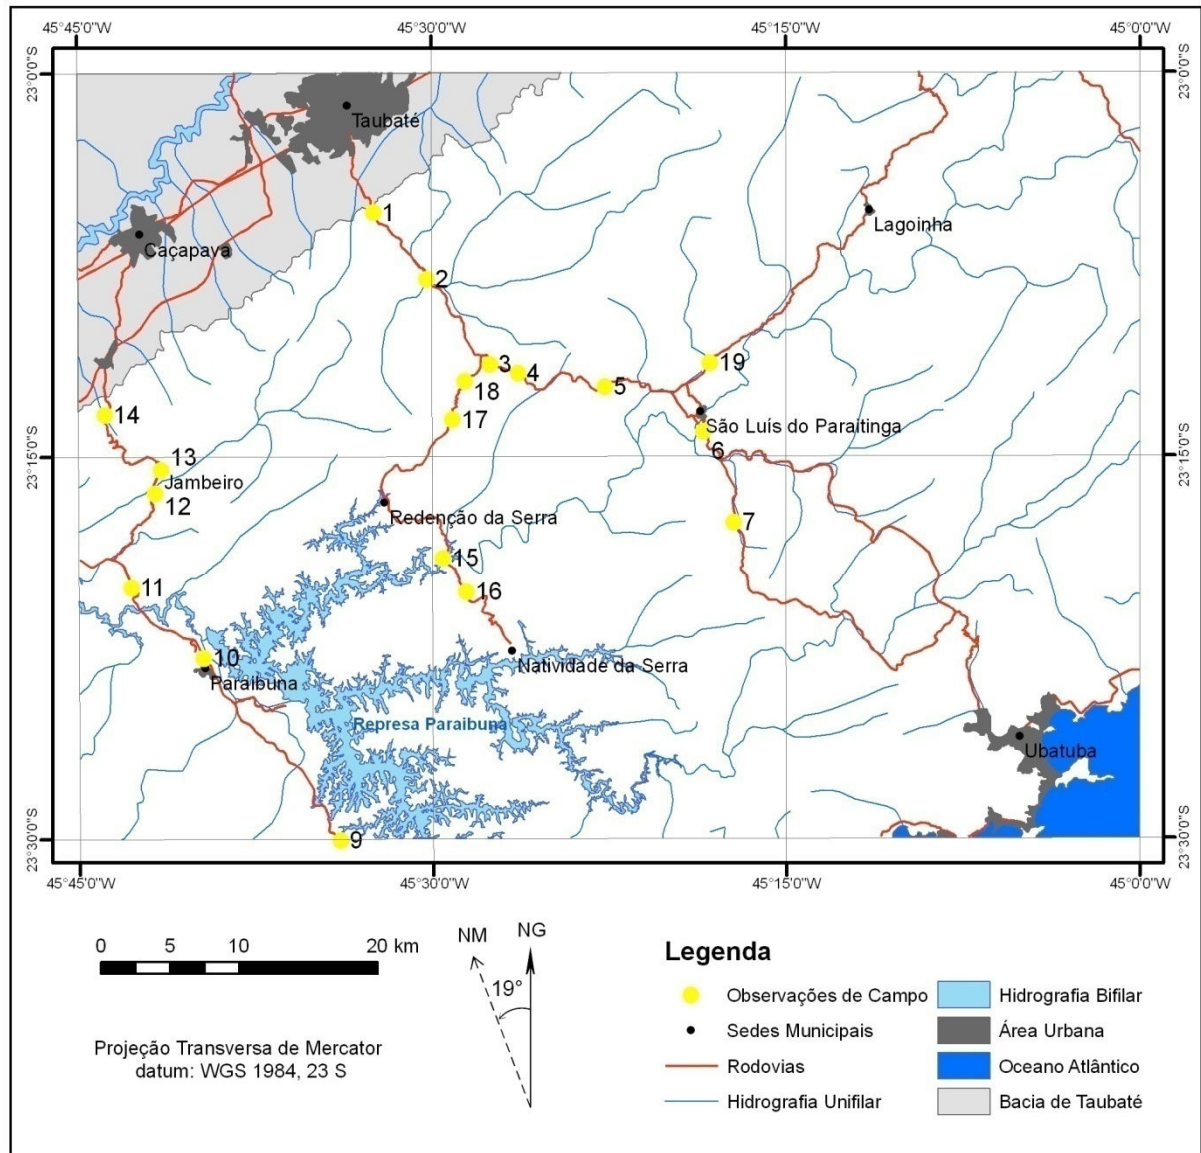 45°45'0"W 45°30'0"W 45°15'0"W 45°0'0"W
23°0'0"S
23°0'0"S
Taubaté
1
Lagoinha
Caçapava
2
3
4
19
18
5
14
17
São Luís do Paraitinga
6
23°15'0"S
23°15'0"S
13
Jambeiro
12
Redenção da Serra
7
15
11
16
10
Paraibuna
Natividade da Serra
Represa Paraibuna
Ubatuba
23°30'0"S
23°30'0"S
9
45°45'0"W 45°30'0"W 45°15'0"W 45°0'0"W
0 5 10 20 km
Projeção Transversa de Mercator
datum: WGS 1984, 23 S
NM NG
19°
Legenda
Observações de Campo
Sedes Municipais
Rodovias
Hidrografia Unifilar
Hidrografia Bifilar
Área Urbana
Oceano Atlântico
Bacia de Taubaté